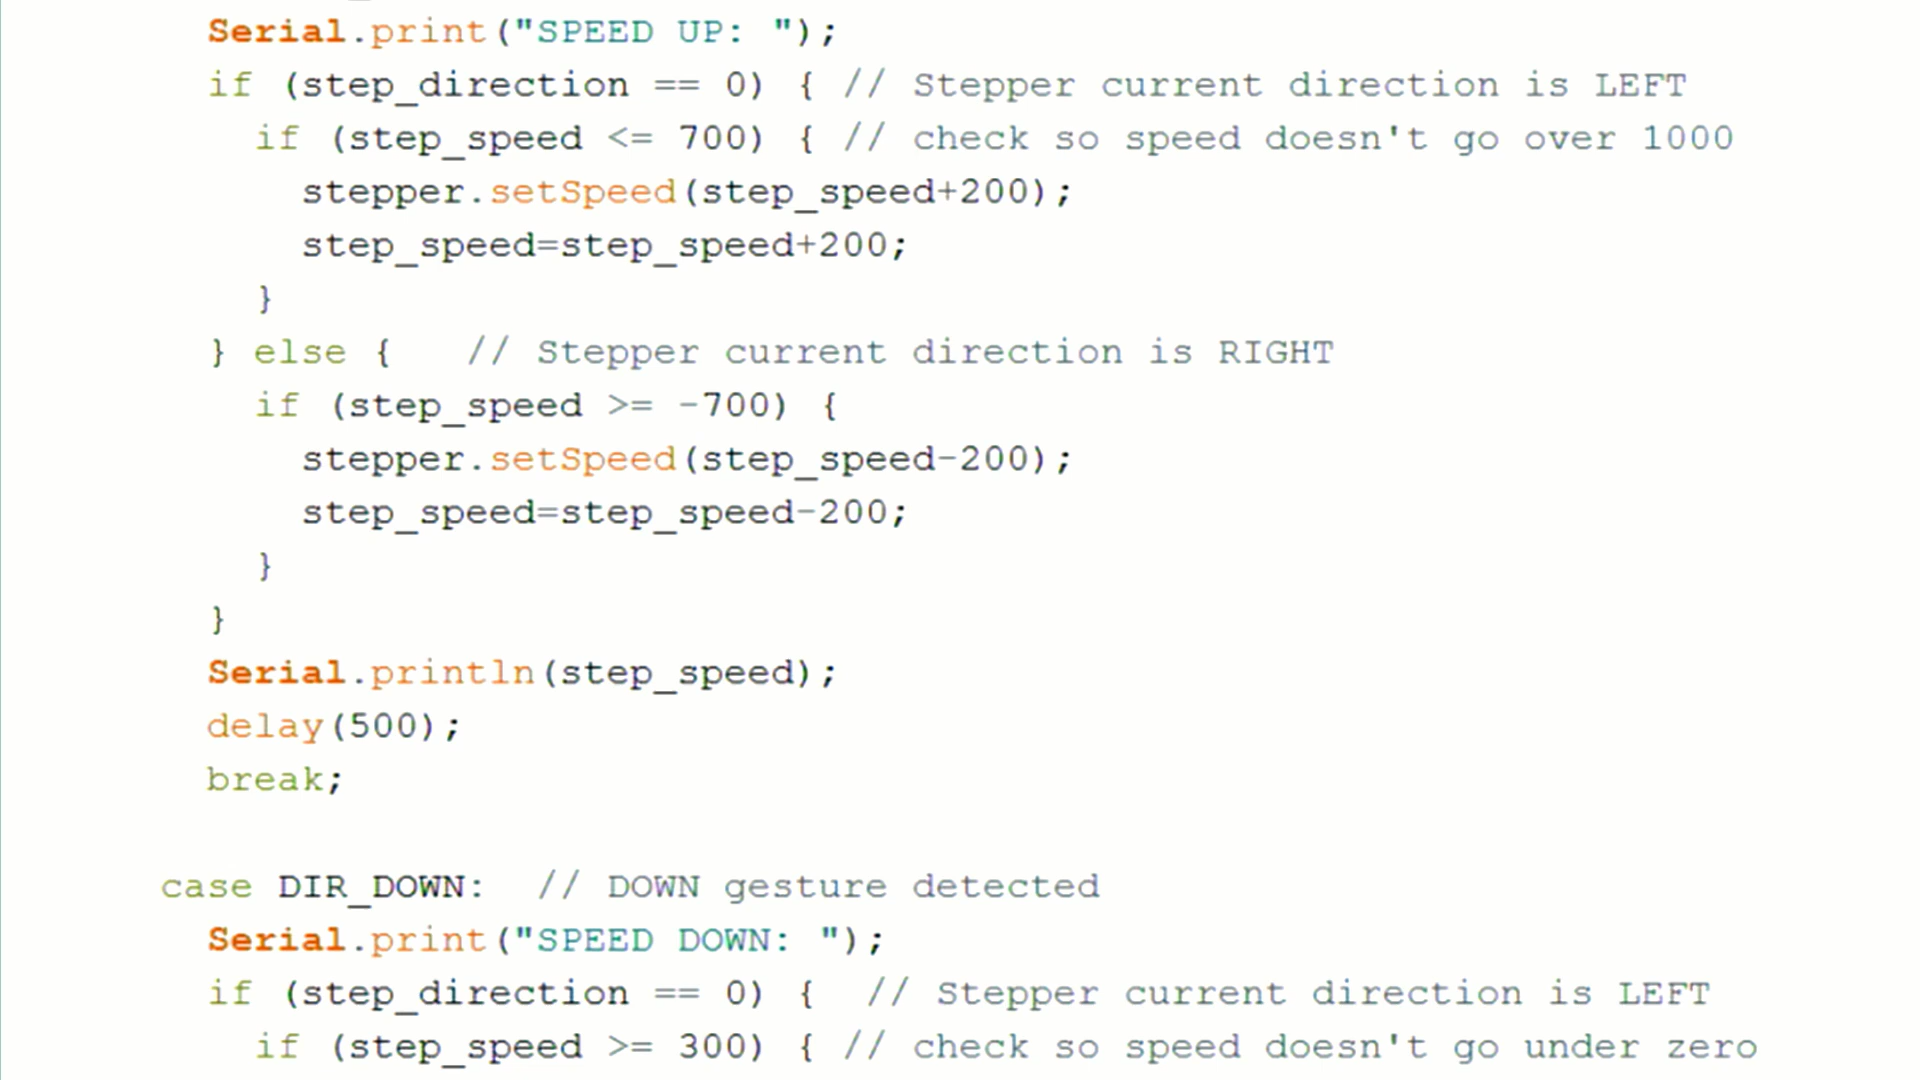 Serial.print("SPEED UP: ");
if (step_direction == 0) { // Stepper current direction is LEFT
if (step_speed <= 700) { // check so speed doesn't go over 1000
stepper.setSpeed(step_speed+200);
step_speed=step_speed+200;
}
} else {   // Stepper current direction is RIGHT
if (step_speed >= -700) {
stepper.setSpeed(step_speed-200);
step_speed=step_speed-200;
}
}
Serial.println(step_speed);
delay(500);
break;
case DIR_DOWN:  // DOWN gesture detected
Serial.print("SPEED DOWN: ");
if (step_direction == 0) {  // Stepper current direction is LEFT
if (step_speed >= 300) { // check so speed doesn't go under zero